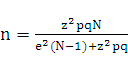 n = z²pqN / e²(N−1)+z²pq